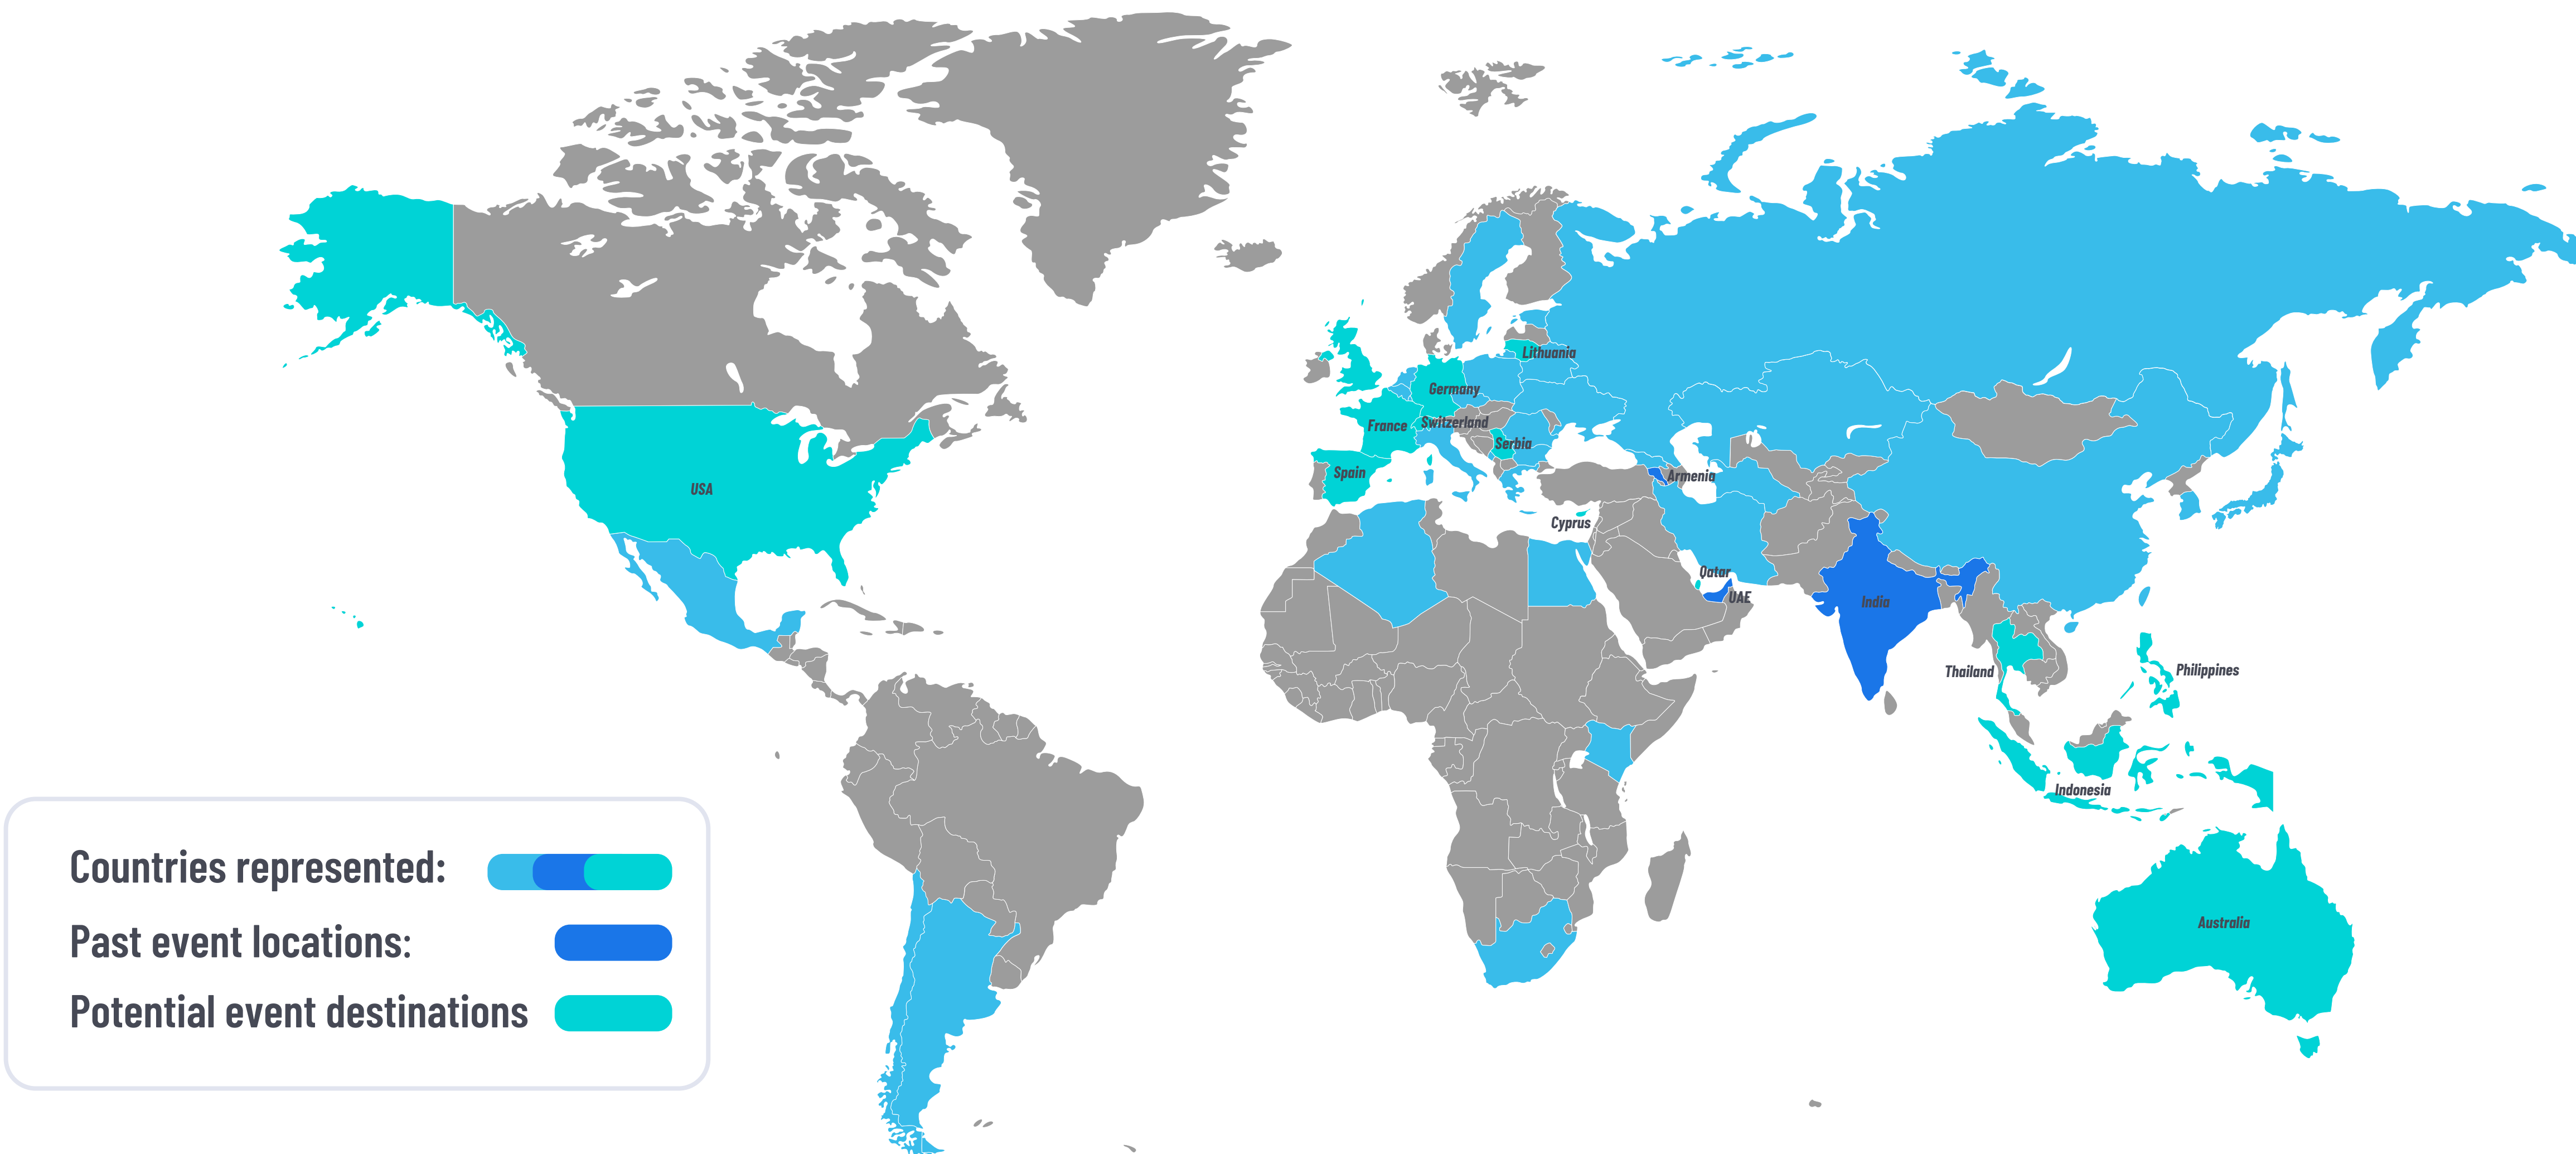 Lithuania
Germany
France
Switzerland
Serbia
Spain
USA
Armenia
Cyprus
Qatar
UAE
India
Thailand
Philippines
Indonesia
Countries represented:
Past event locations:
Potential event destinations
Australia